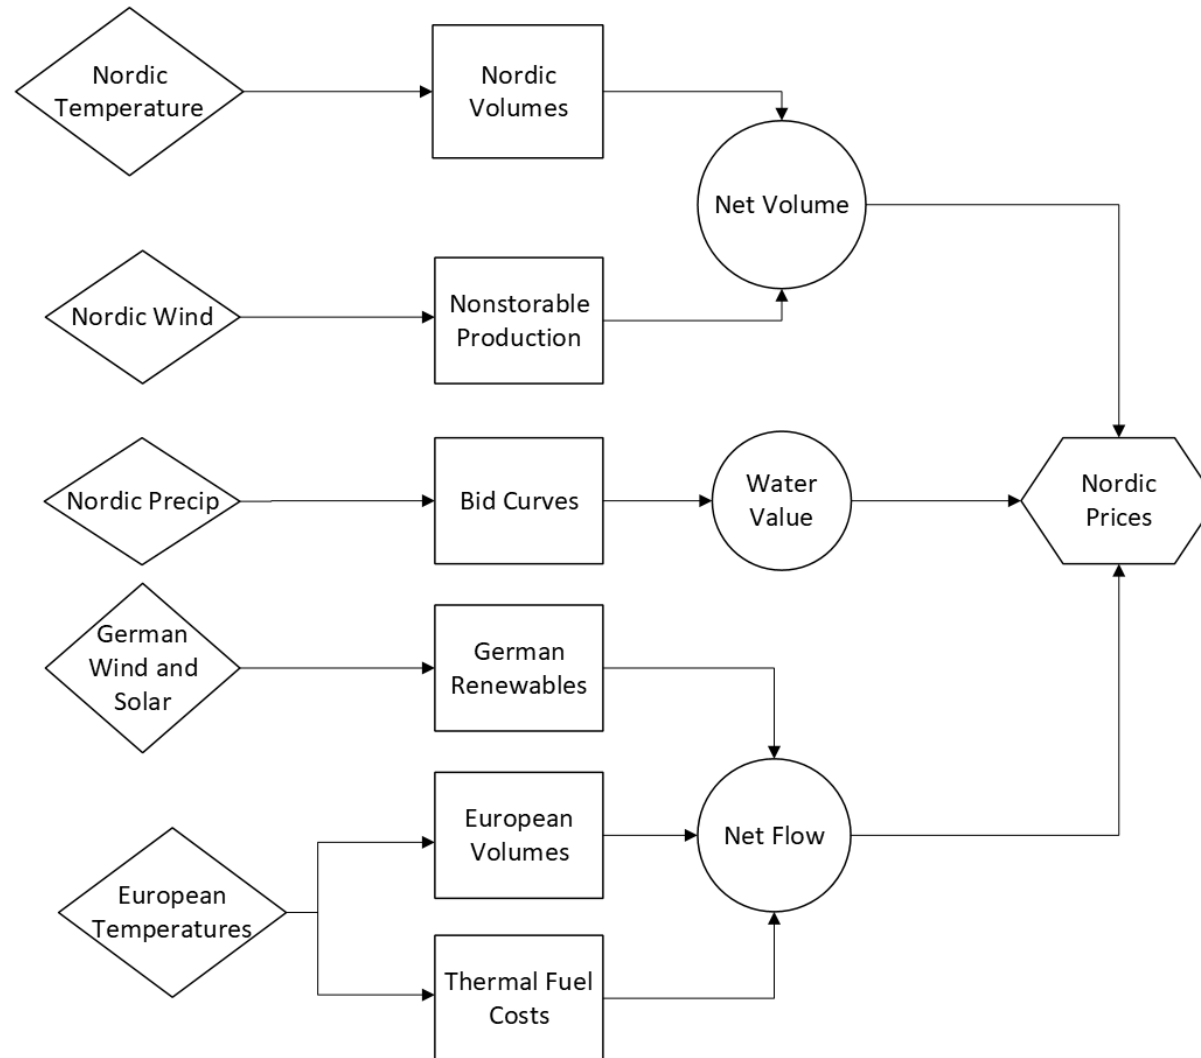 Nordic
Temperature
Nordic
Volumes
Net Volume
Nordic Wind
Nonstorable
Production
Nordic Precip
Bid Curves
Water
Value
Nordic
Prices
German
Wind and
Solar
German
Renewables
European
Volumes
Net Flow
European
Temperatures
Thermal Fuel
Costs